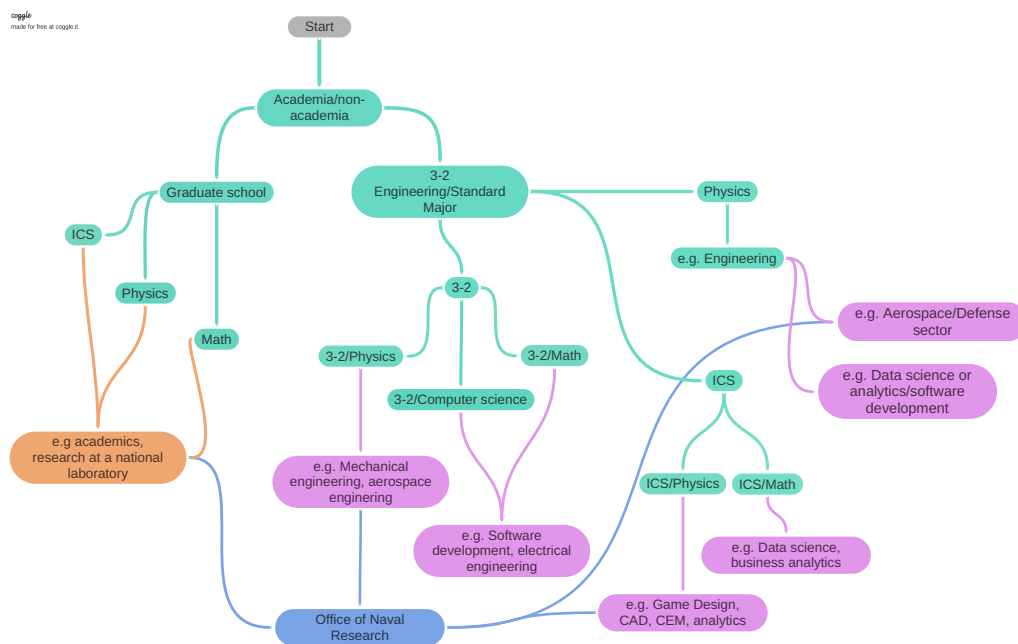 coggle
made for free at coggle.it
Start
Academia/non-
academia
3-2
Engineering/Standard
Major
Graduate school
Physics
ICS
e.g. Engineering
3-2
Physics
e.g. Aerospace/Defense
sector
Math
3-2/Physics
3-2/Math
ICS
e.g. Data science or
analytics/software
development
3-2/Computer science
e.g academics,
research at a national
laboratory
e.g. Mechanical
engineering, aerospace
enginering
ICS/Physics
ICS/Math
e.g. Software
development, electrical
engineering
e.g. Data science,
business analytics
Office of Naval
Research
e.g. Game Design,
CAD, CEM, analytics